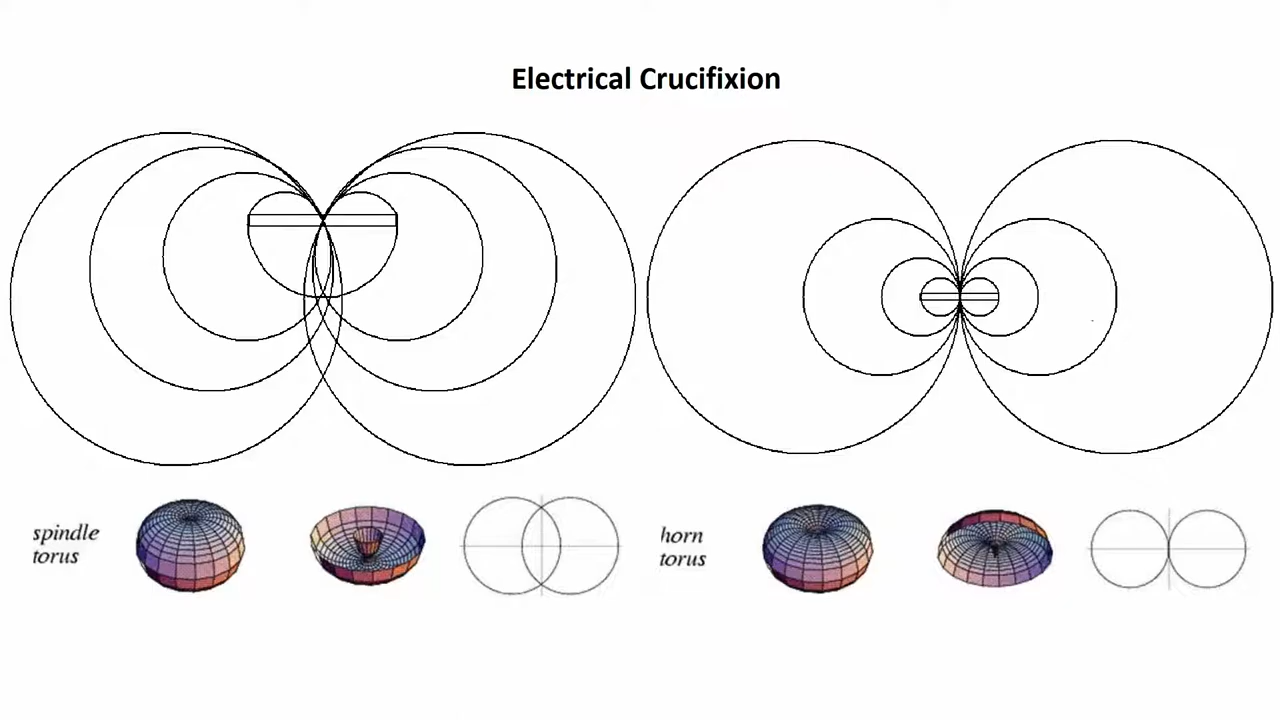 Electrical Crucifixion
spindle
torus
horn
torus